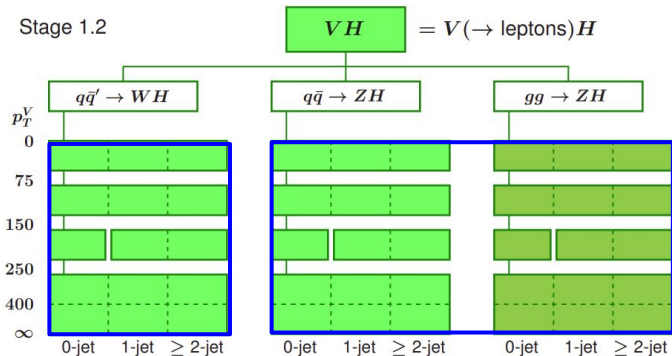 Stage 1.2
VH = V(→ leptons)H
qq̄′ → WH qq̄ → ZH gg → ZH
p_T^V
0
75
150
250
400
∞
0-jet 1-jet ≥ 2-jet 0-jet 1-jet ≥ 2-jet 0-jet 1-jet ≥ 2-jet